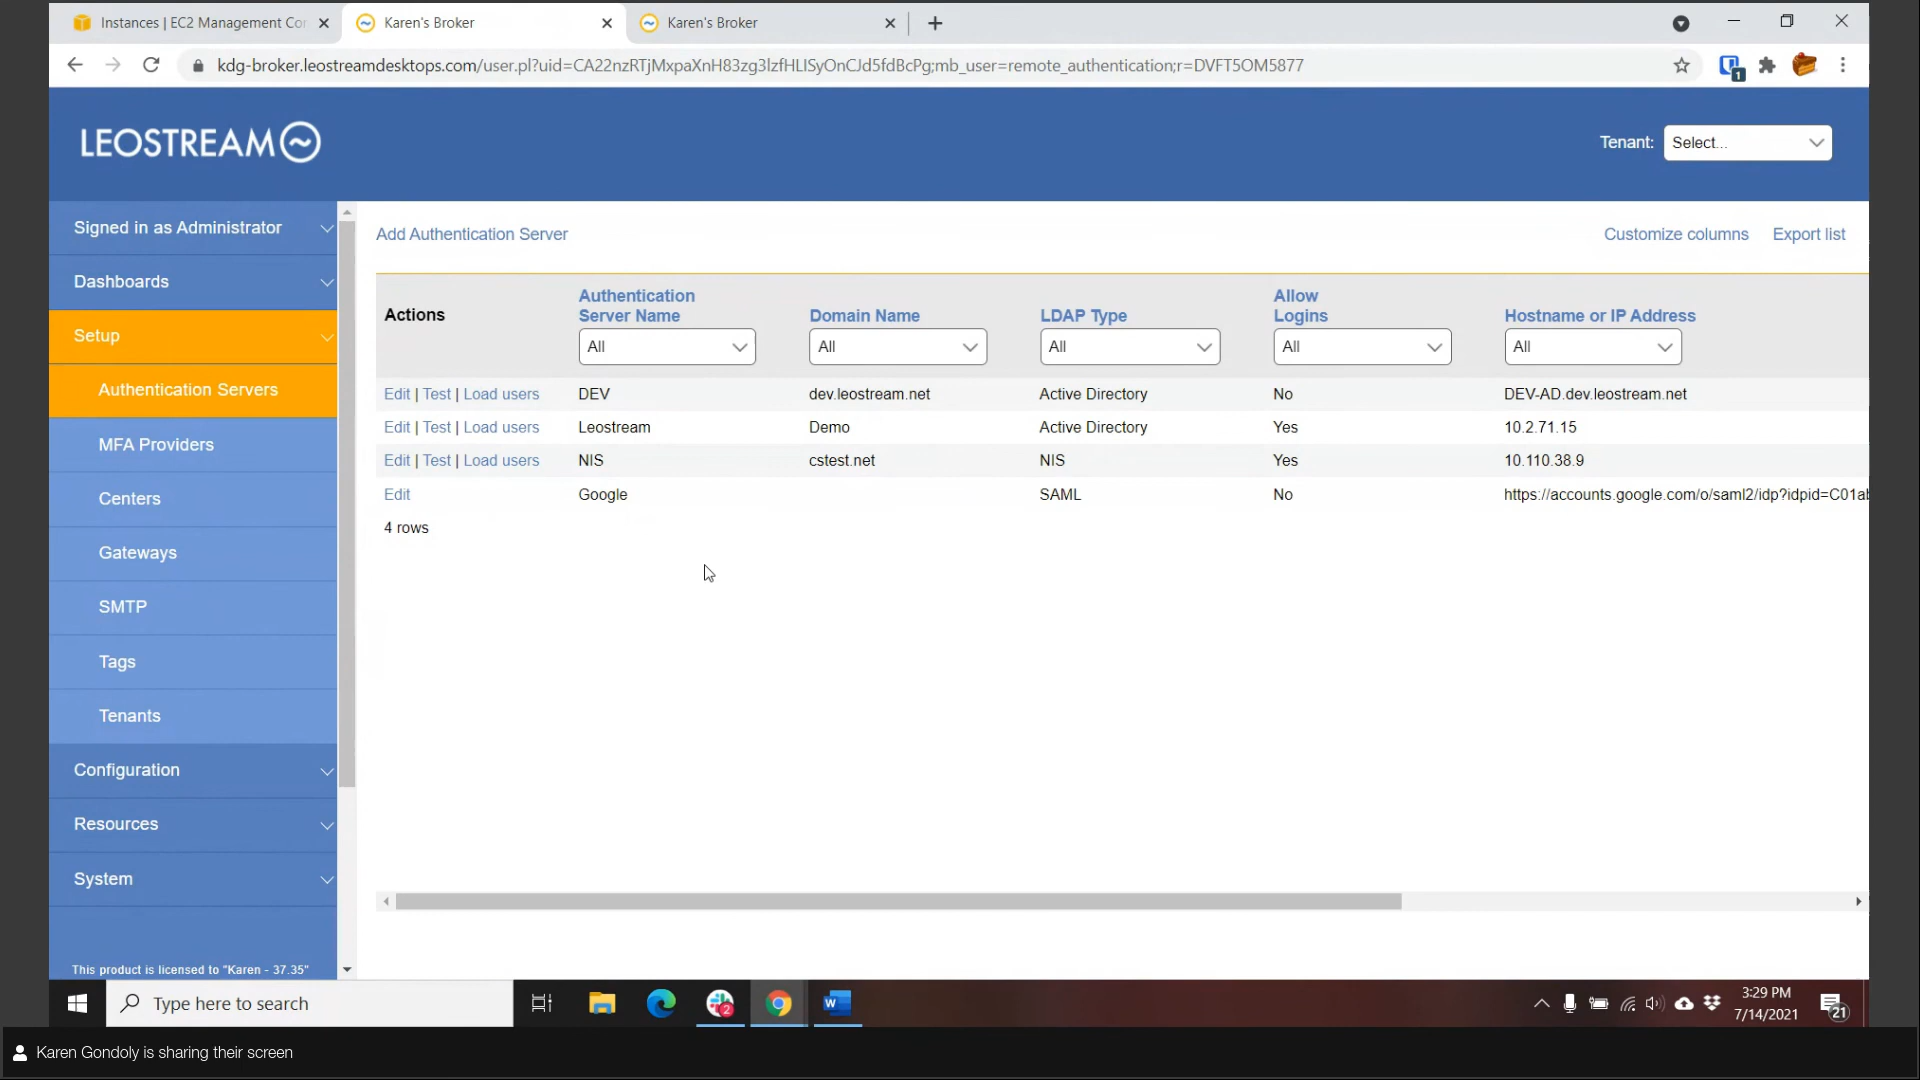 Instances | EC2 Management Co
Karen's Broker
Karen's Broker
kdg-broker.leostreamdesktops.com/user.pl?uid=CA22nzRTjMxpaXnH83zg3lzfHLISyOnCJd5fdBcPg;mb_user=remote_authentication;r=DVFT5OM5877
1
LEOSTREAM
Tenant:
Select...
Signed in as Administrator
Dashboards
Setup
Authentication Servers
MFA Providers
Centers
Gateways
SMTP
Tags
Tenants
Configuration
Resources
System
This product is licensed to "Karen - 37.35"
Add Authentication Server
Customize columns
Export list
Actions
Authentication
Server Name
Domain Name
LDAP Type
Allow
Logins
Hostname or IP Address
All
All
All
All
All
Edit | Test | Load users DEV dev.leostream.net Active Directory No DEV-AD.dev.leostream.net
Edit | Test | Load users Leostream Demo Active Directory Yes 10.2.71.15
Edit | Test | Load users NIS cstest.net NIS Yes 10.110.38.9
Edit Google SAML No https://accounts.google.com/o/saml2/idp?idpid=C01a
4 rows
Type here to search
2
W
3:29 PM
7/14/2021
21
Karen Gondoly is sharing their screen